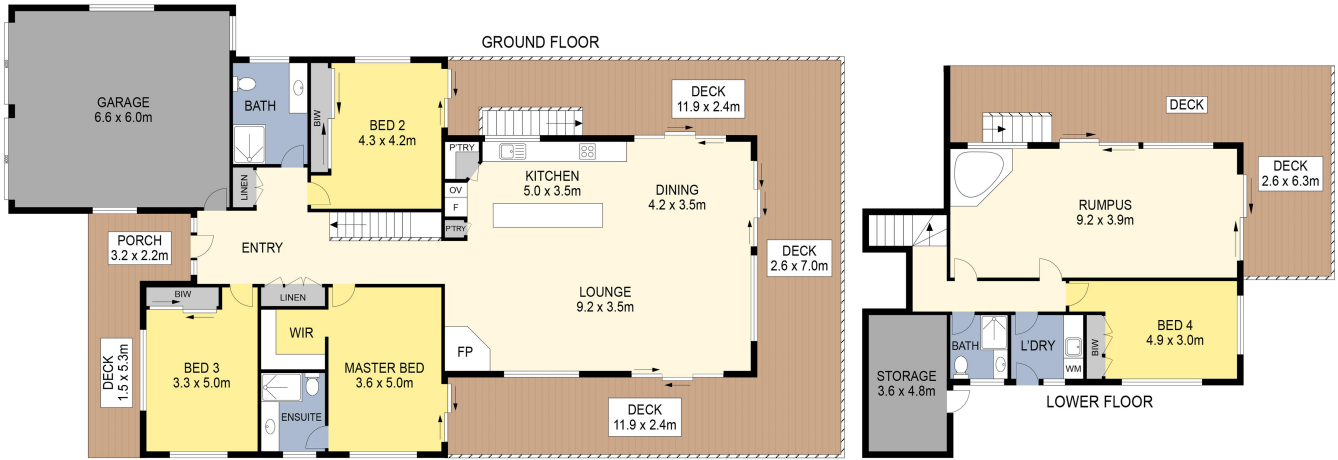 GROUND FLOOR
GARAGE
6.6 x 6.0m
BATH
BIW
BED 2
4.3 x 4.2m
DECK
11.9 x 2.4m
LINEN
P'TRY
OV
F
P'TRY
KITCHEN
5.0 x 3.5m
DINING
4.2 x 3.5m
PORCH
3.2 x 2.2m
ENTRY
DECK
2.6 x 7.0m
BIW
LINEN
LOUNGE
9.2 x 3.5m
WIR
FP
DECK
1.5 x 5.3m
BED 3
3.3 x 5.0m
MASTER BED
3.6 x 5.0m
ENSUITE
DECK
11.9 x 2.4m
DECK
DECK
2.6 x 6.3m
RUMPUS
9.2 x 3.9m
BATH
L'DRY
WM
BIW
BED 4
4.9 x 3.0m
STORAGE
3.6 x 4.8m
LOWER FLOOR